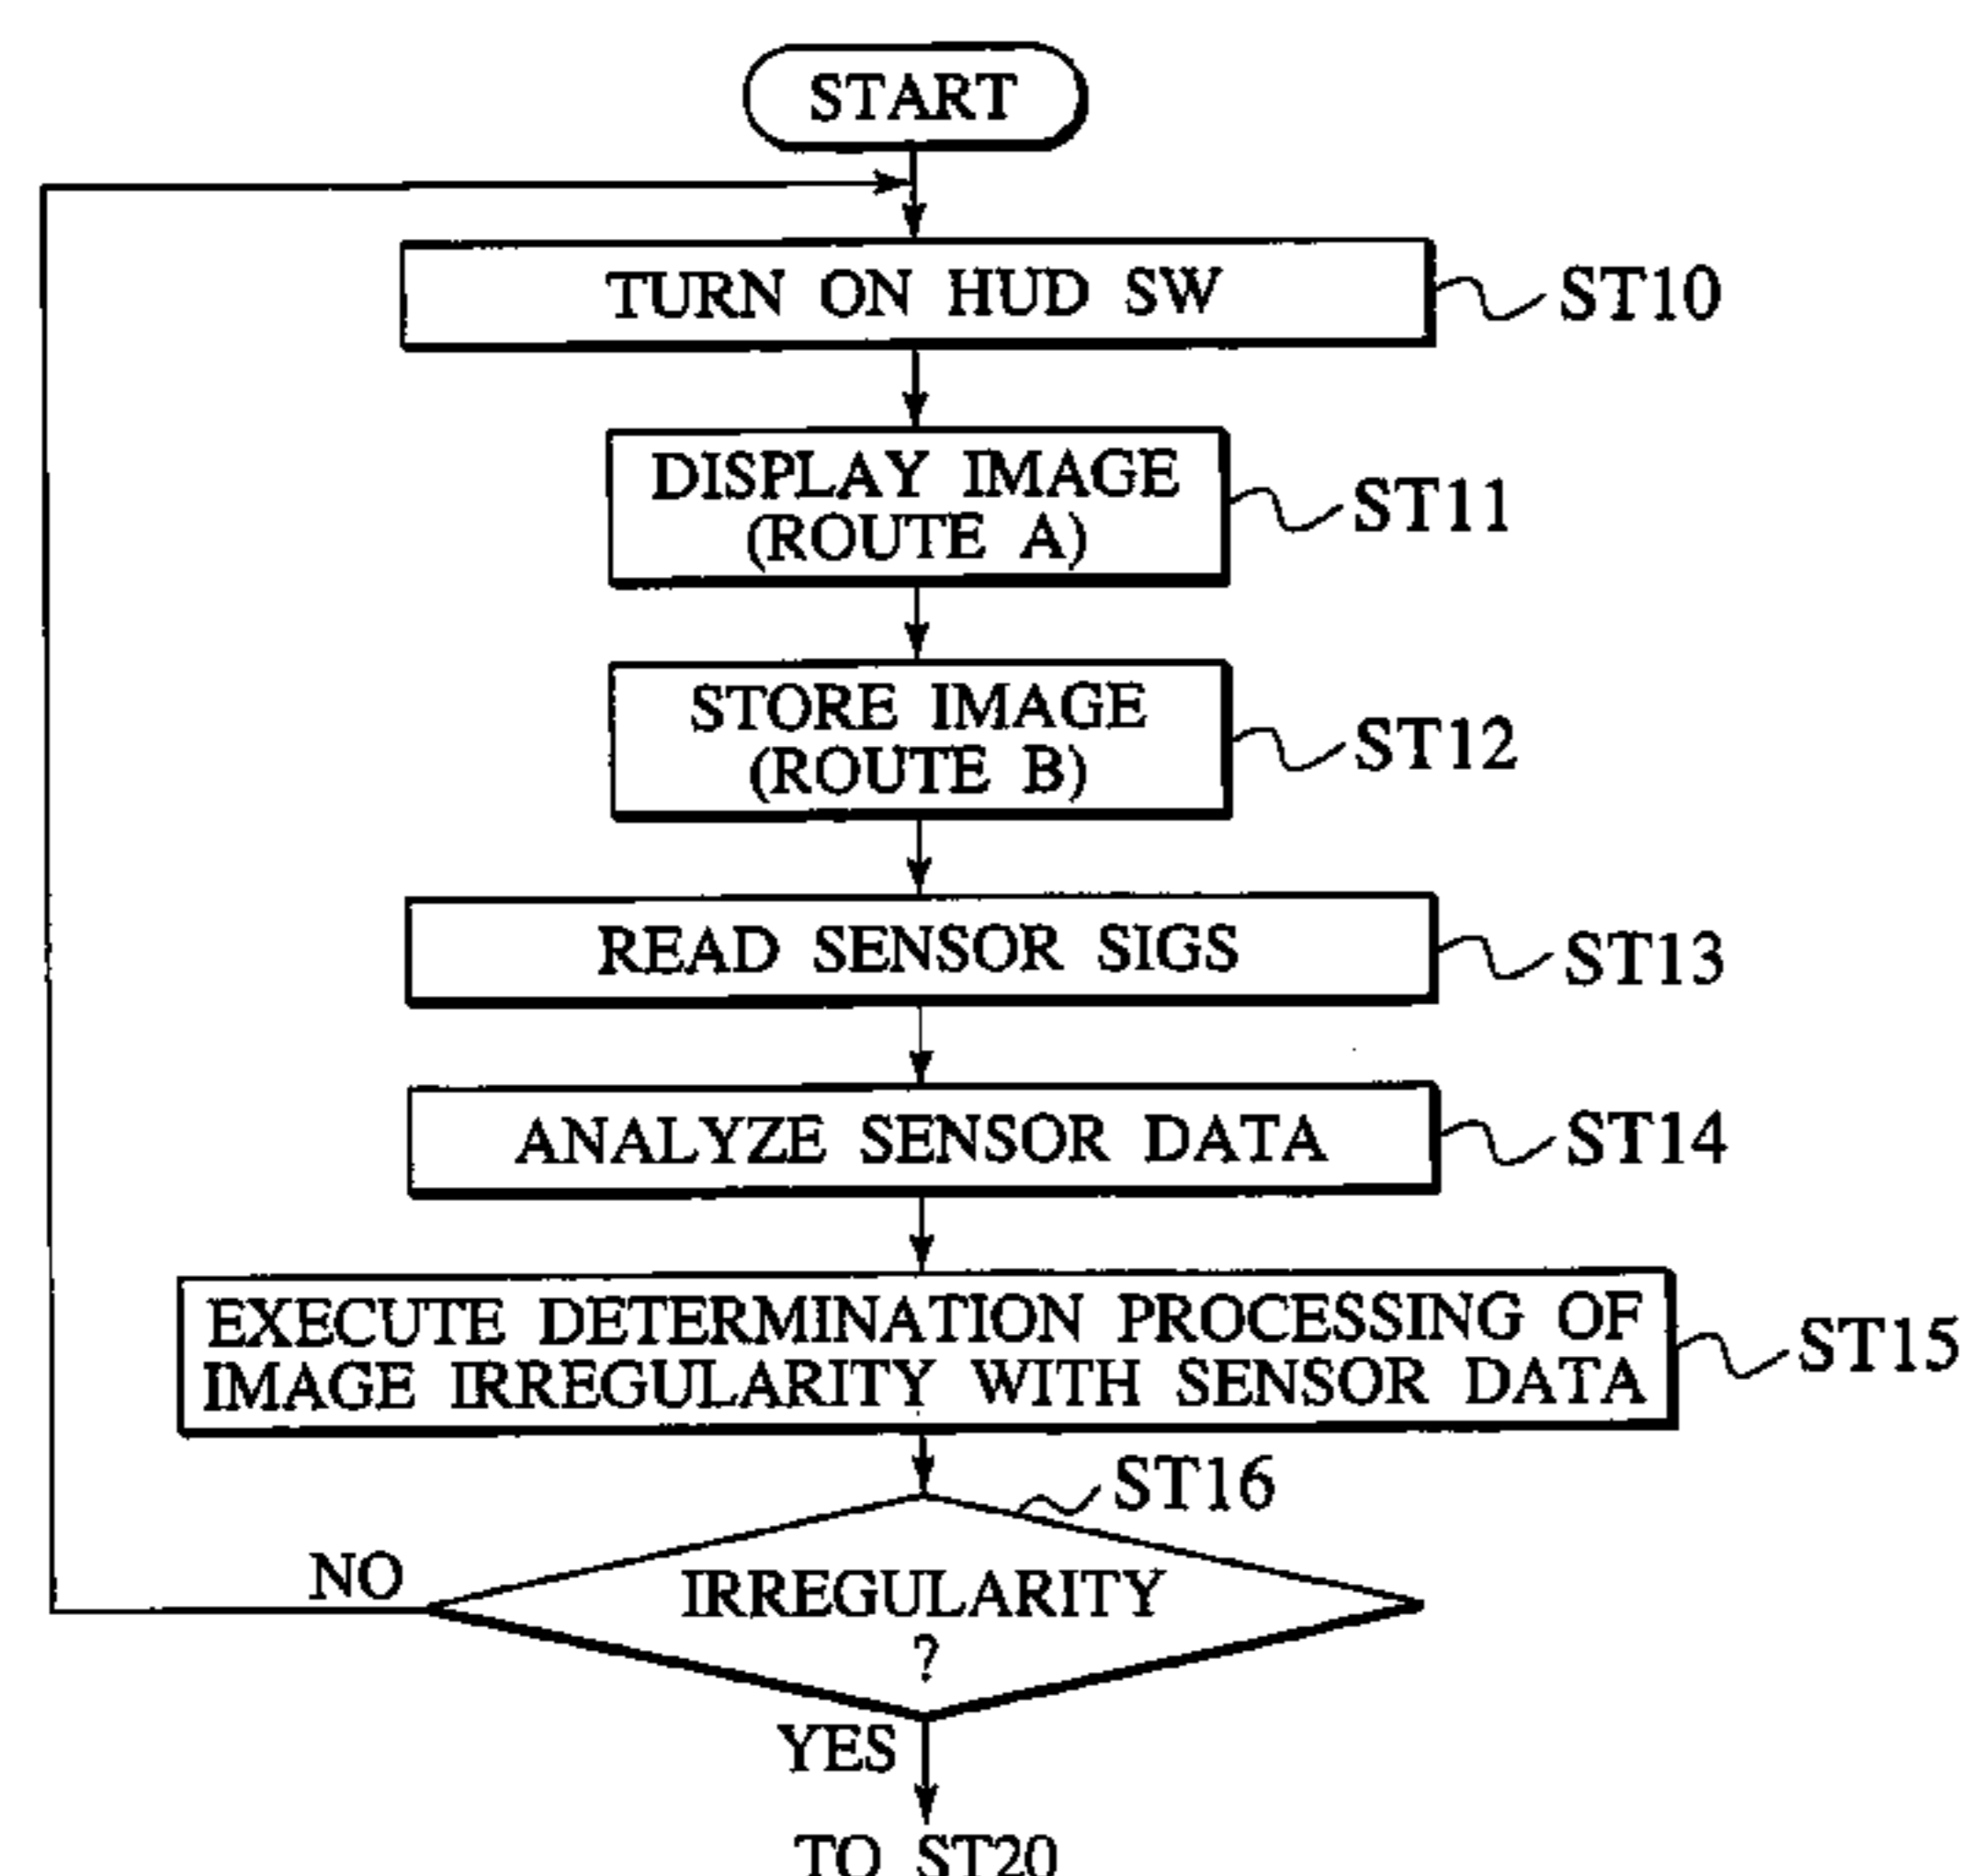 START
TURN ON HUD SW
ST10
DISPLAY IMAGE
(ROUTE A)
ST11
STORE IMAGE
(ROUTE B)
ST12
READ SENSOR SIGS
ST13
ANALYZE SENSOR DATA
ST14
EXECUTE DETERMINATION PROCESSING OF
IMAGE IRREGULARITY WITH SENSOR DATA
ST15
ST16
IRREGULARITY
?
NO
YES
TO ST20